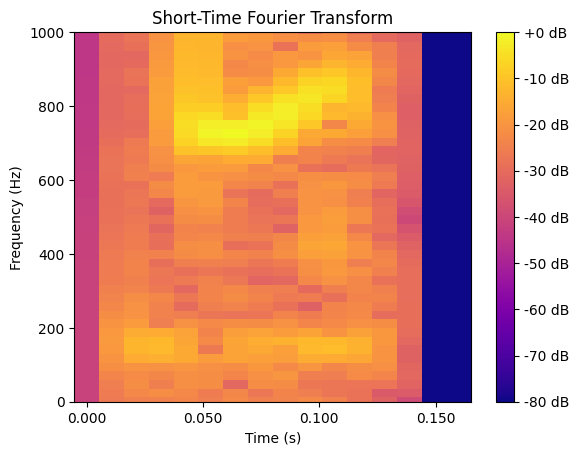 Short-Time Fourier Transform
1000
800
600
400
200
0
Frequency (Hz)
0.000
0.050
0.100
0.150
Time (s)
+0 dB
-10 dB
-20 dB
-30 dB
-40 dB
-50 dB
-60 dB
-70 dB
-80 dB